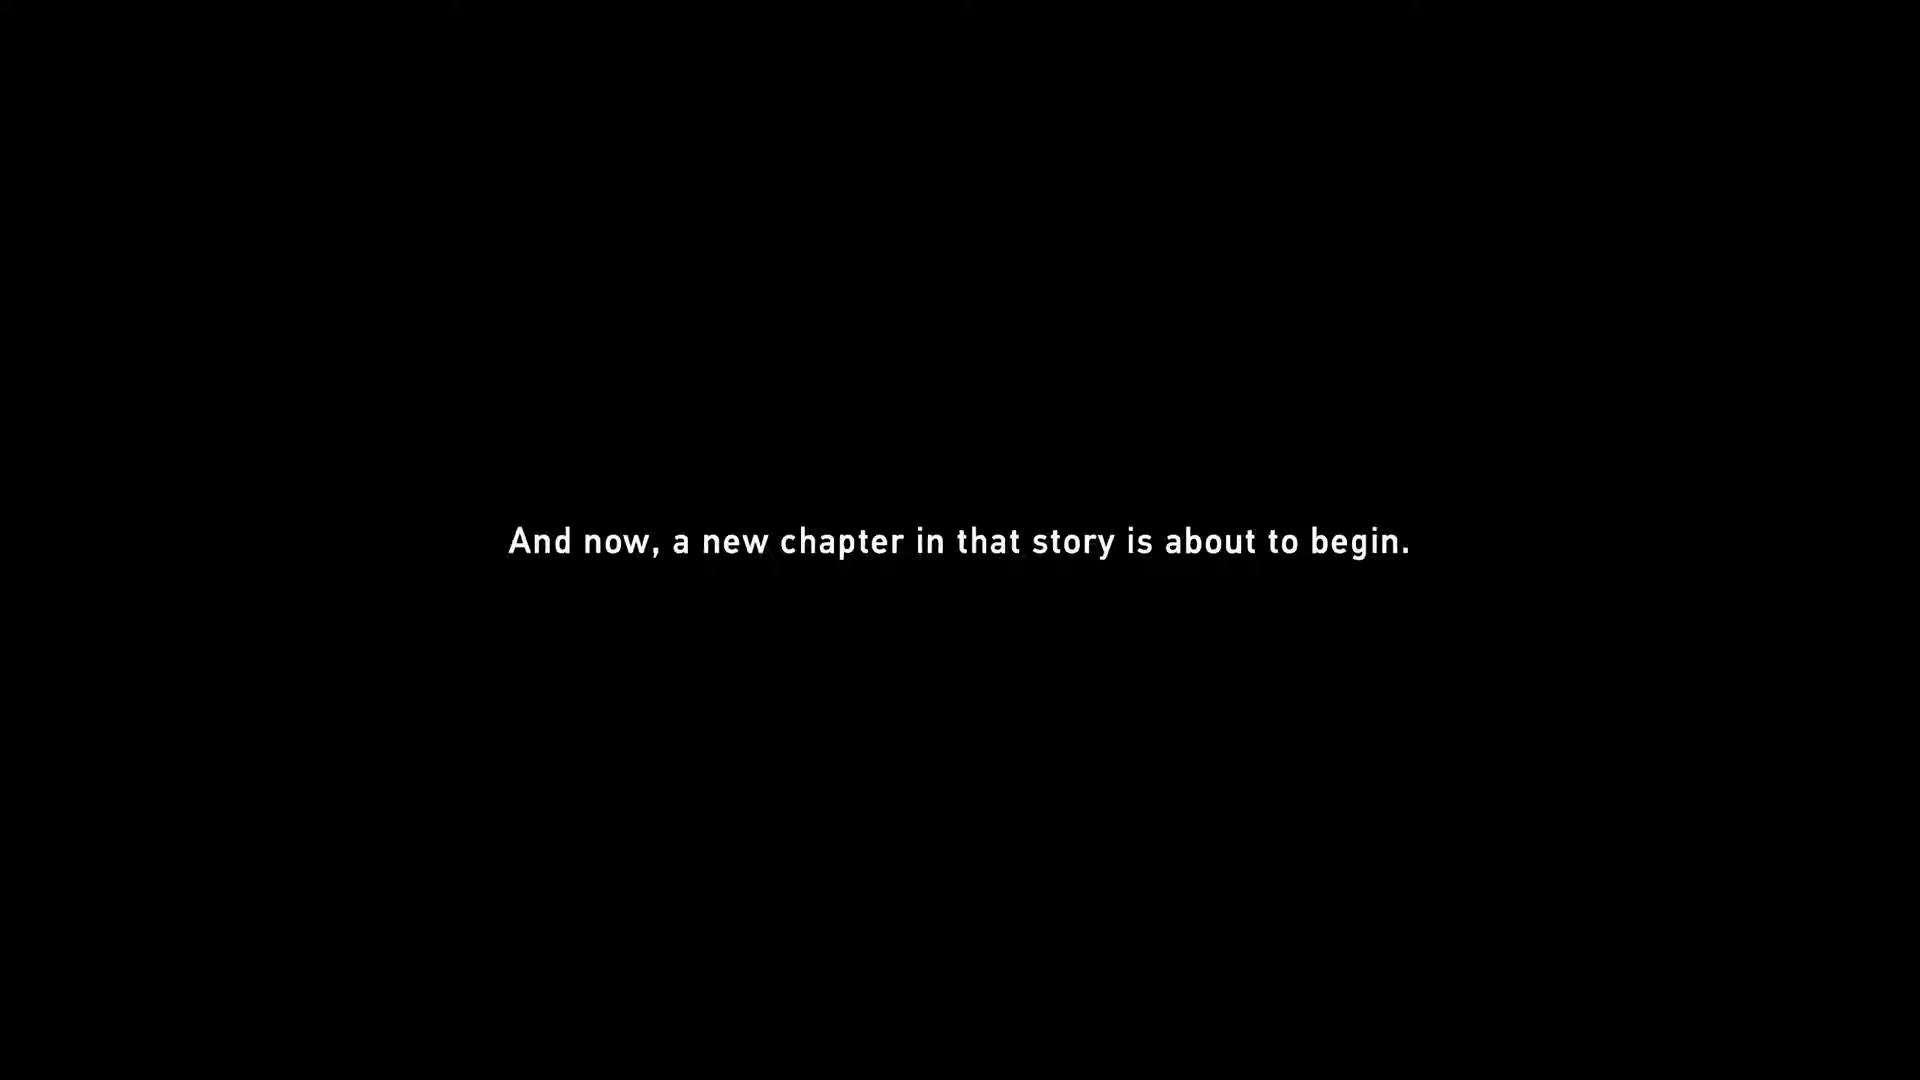 And now, a new chapter in that story is about to begin.